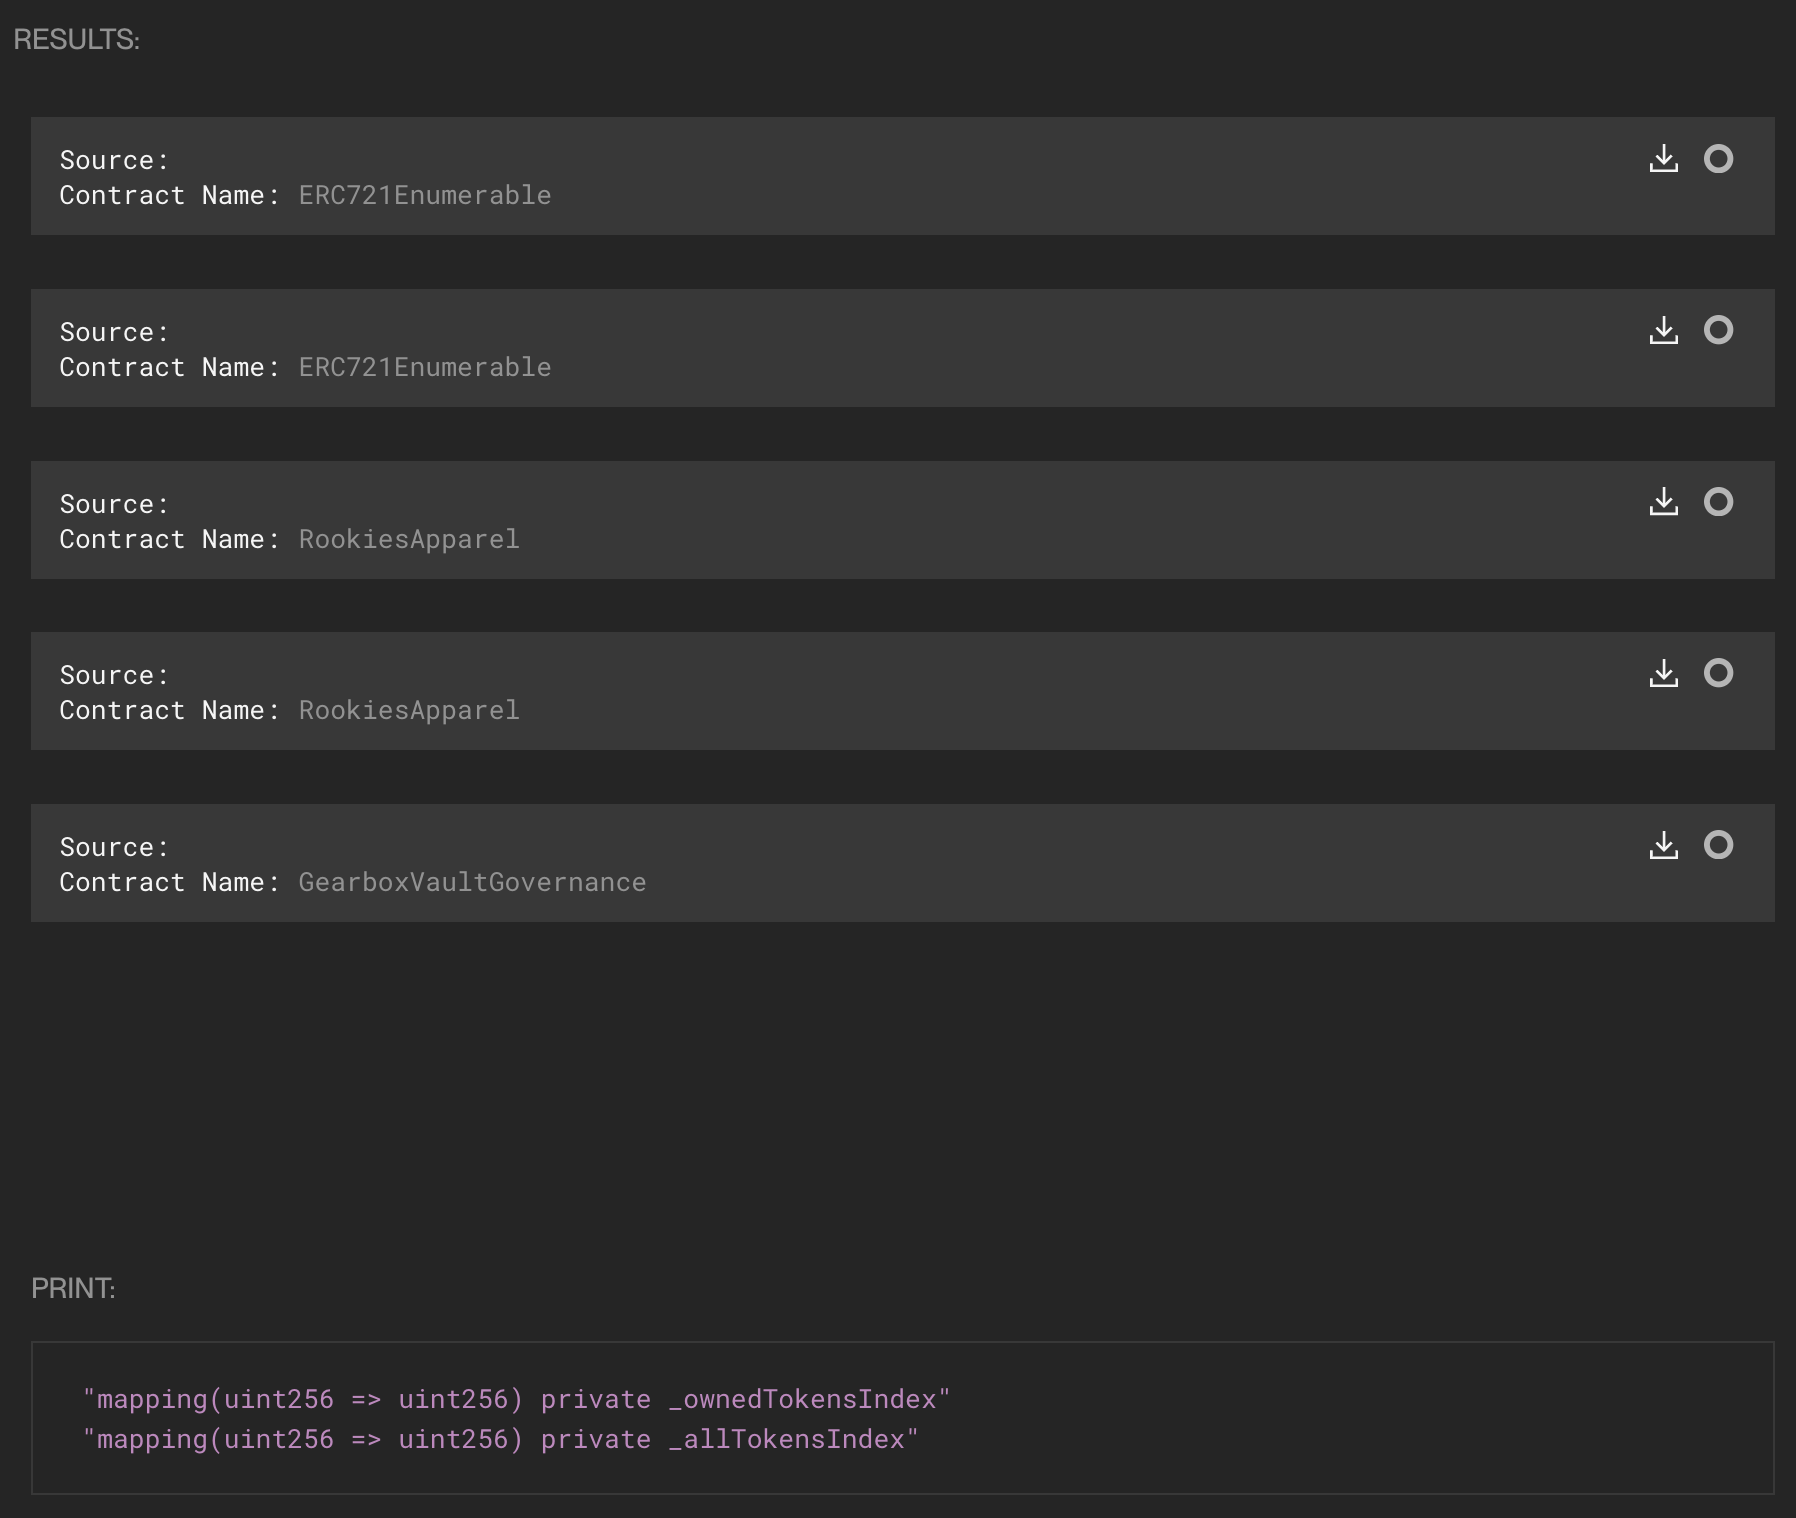 RESULTS:
Source:
Contract Name: ERC721Enumerable
Source:
Contract Name: ERC721Enumerable
Source:
Contract Name: RookiesApparel
Source:
Contract Name: RookiesApparel
Source:
Contract Name: GearboxVaultGovernance
PRINT:
"mapping(uint256 => uint256) private _ownedTokensIndex"
"mapping(uint256 => uint256) private _allTokensIndex"